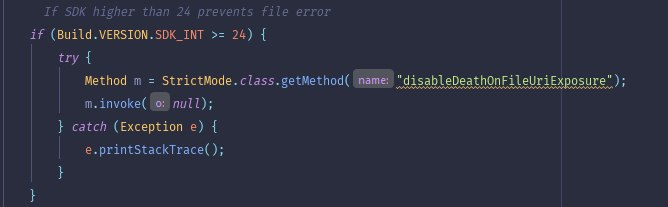 If SDK higher than 24 prevents file error
if (Build.VERSION.SDK_INT >= 24) {
try {
Method m = StrictMode.class.getMethod( name: "disableDeathOnFileUriExposure");
m.invoke( o: null);
} catch (Exception e) {
e.printStackTrace();
}
}